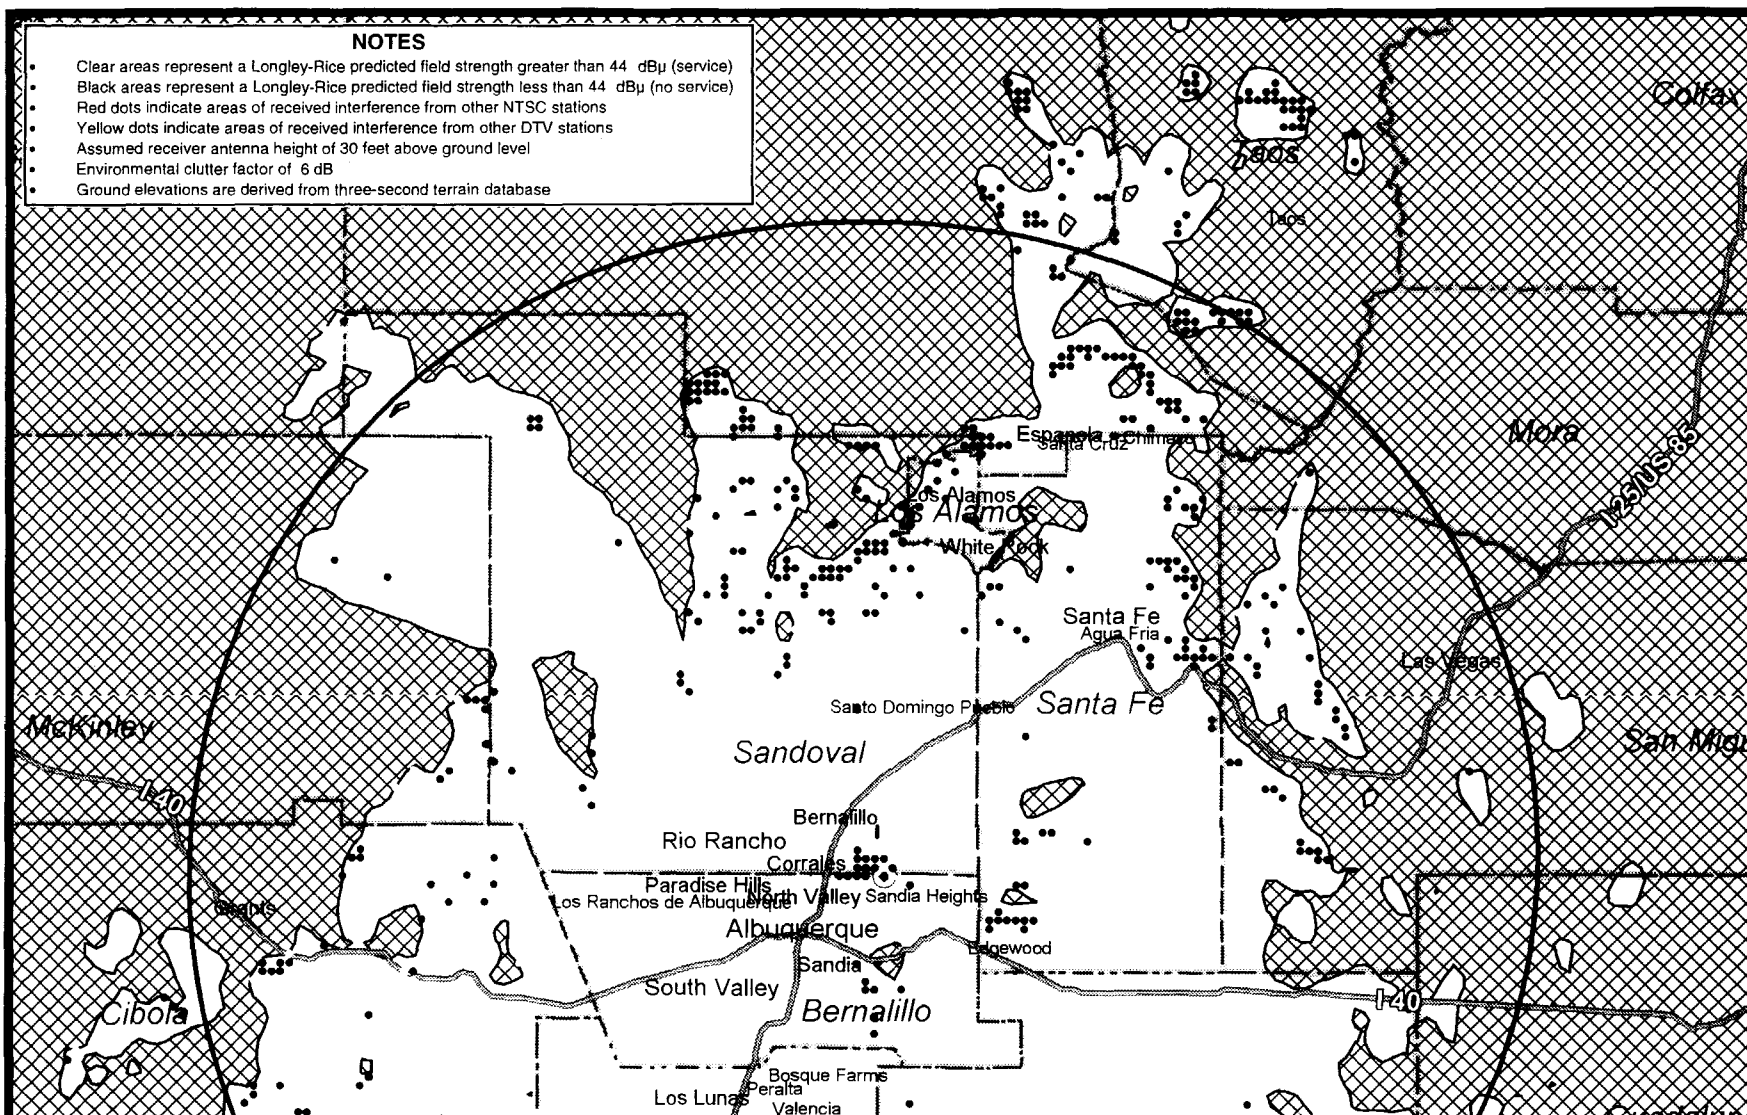 NOTES
Clear areas represent a Longley-Rice predicted field strength greater than 44 dBµ (service)
Black areas represent a Longley-Rice predicted field strength less than 44 dBµ (no service)
Red dots indicate areas of received interference from other NTSC stations
Yellow dots indicate areas of received interference from other DTV stations
Assumed receiver antenna height of 30 feet above ground level
Environmental clutter factor of 6 dB
Ground elevations are derived from three-second terrain database
Colfax
Taos
Taos
Mora
I-25/US-85
Espanola
Chimayo
Santa Cruz
Los Alamos
Los Alamos
White Rock
Santa Fe
Agua Fria
Las Vegas
Santo Domingo Pueblo
Santa Fe
McKinley
San Migu
Sandoval
I-40
Bernalillo
Rio Rancho
Corrales
Paradise Hills
North Valley
Sandia Heights
Los Ranchos de Albuquerque
Grants
Albuquerque
Edgewood
Sandia
South Valley
I-40
Cibola
Bernalillo
Bosque Farms
Peralta
Los Lunas
Valencia